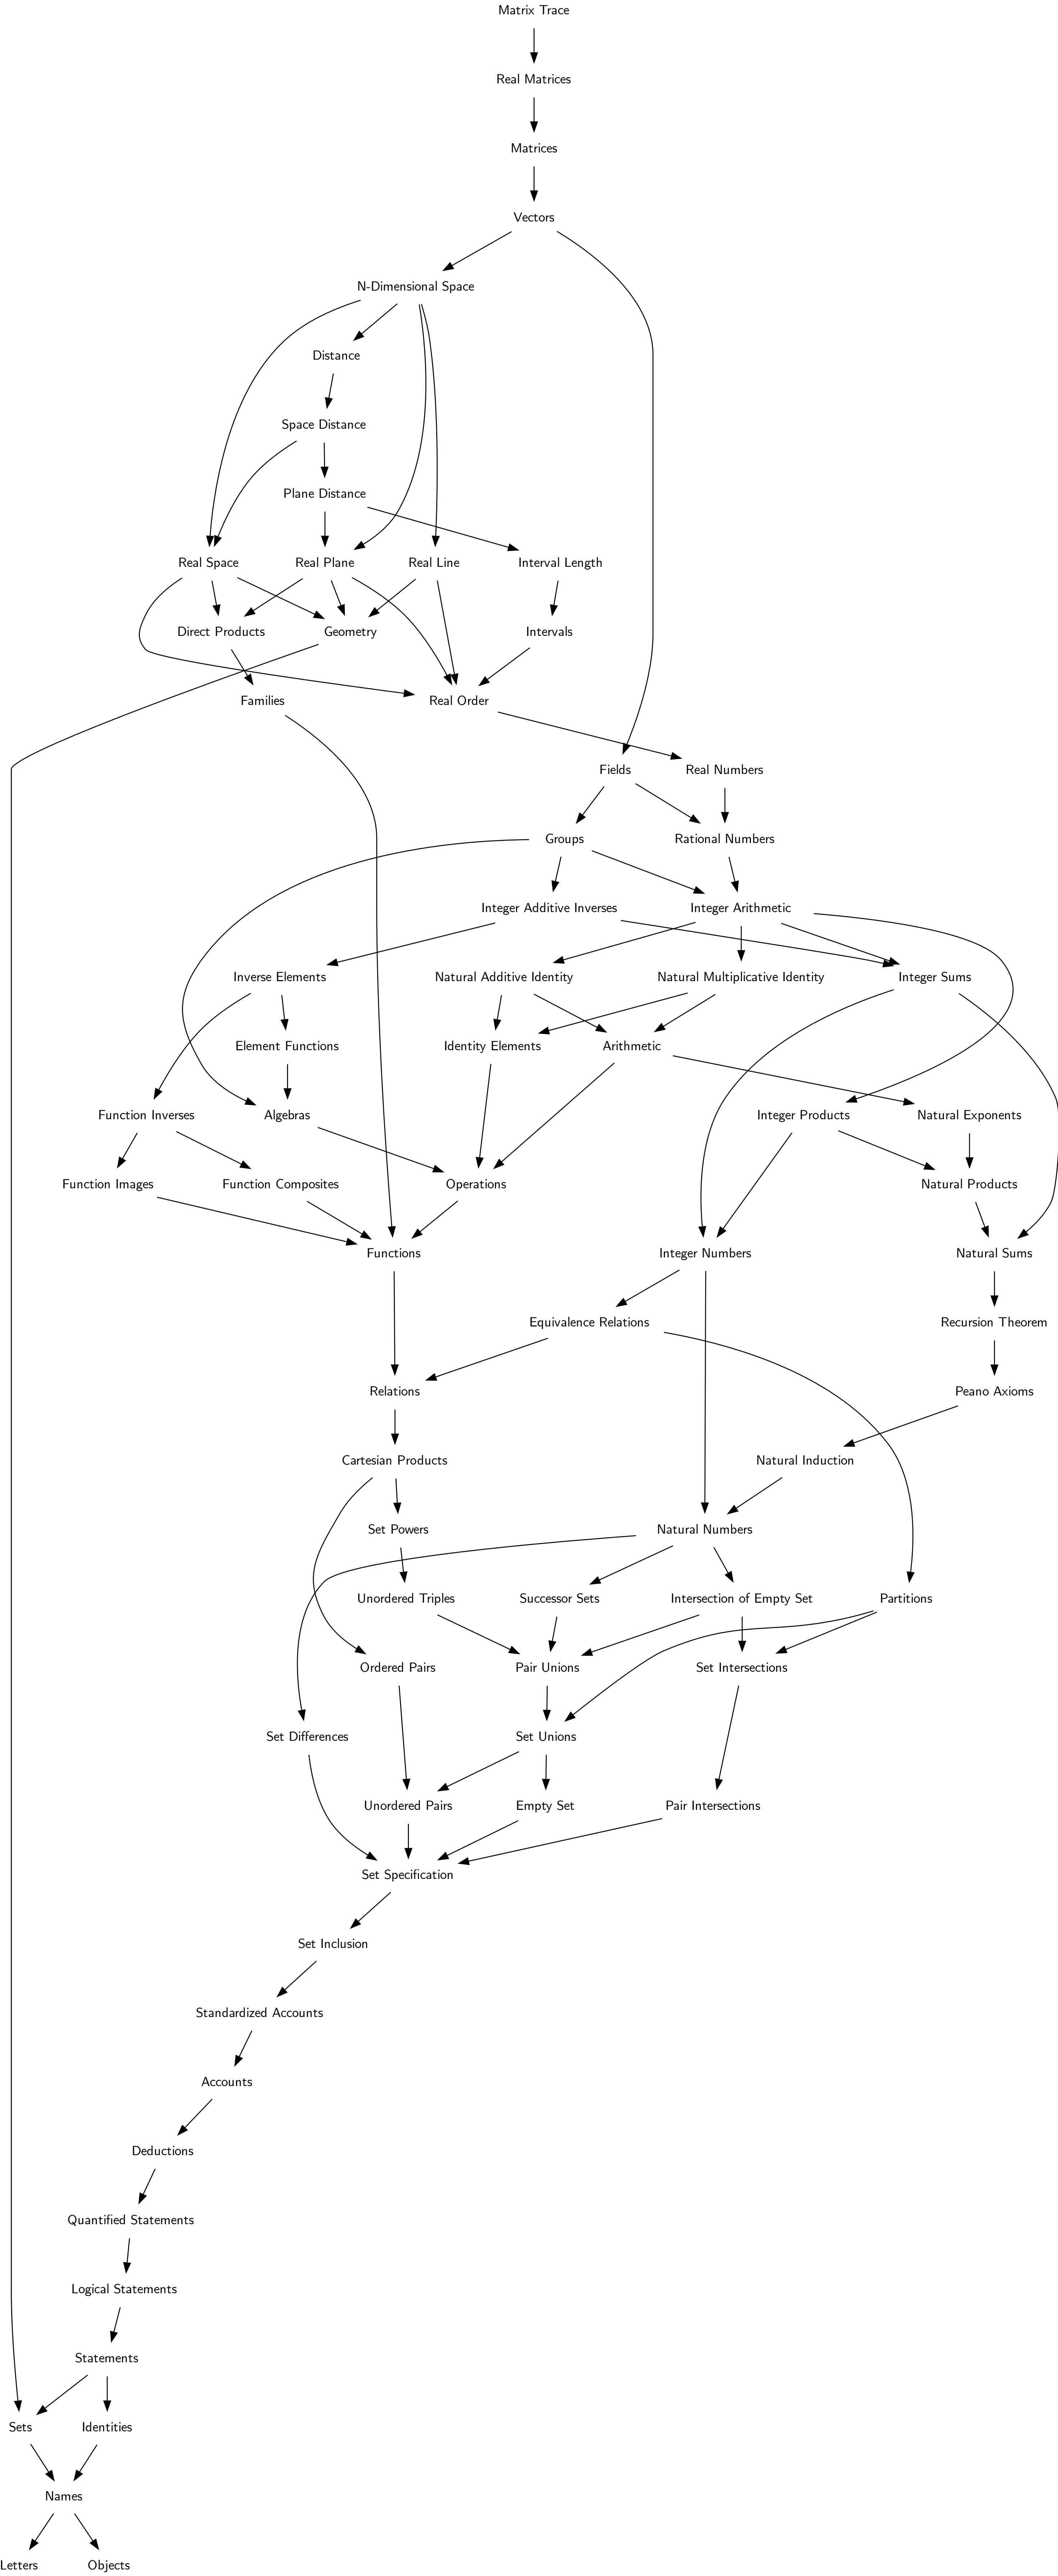 Matrix Trace
Real Matrices
Matrices
Vectors
N-Dimensional Space
Distance
Space Distance
Plane Distance
Real Space
Real Plane
Real Line
Interval Length
Direct Products
Geometry
Intervals
Families
Real Order
Fields
Real Numbers
Groups
Rational Numbers
Integer Additive Inverses
Integer Arithmetic
Inverse Elements
Natural Additive Identity
Natural Multiplicative Identity
Integer Sums
Element Functions
Identity Elements
Arithmetic
Function Inverses
Algebras
Integer Products
Natural Exponents
Function Images
Function Composites
Operations
Natural Products
Functions
Integer Numbers
Natural Sums
Equivalence Relations
Recursion Theorem
Relations
Peano Axioms
Cartesian Products
Natural Induction
Set Powers
Natural Numbers
Unordered Triples
Successor Sets
Intersection of Empty Set
Partitions
Ordered Pairs
Pair Unions
Set Intersections
Set Differences
Set Unions
Unordered Pairs
Empty Set
Pair Intersections
Set Specification
Set Inclusion
Standardized Accounts
Accounts
Deductions
Quantified Statements
Logical Statements
Statements
Sets
Identities
Names
Letters
Objects